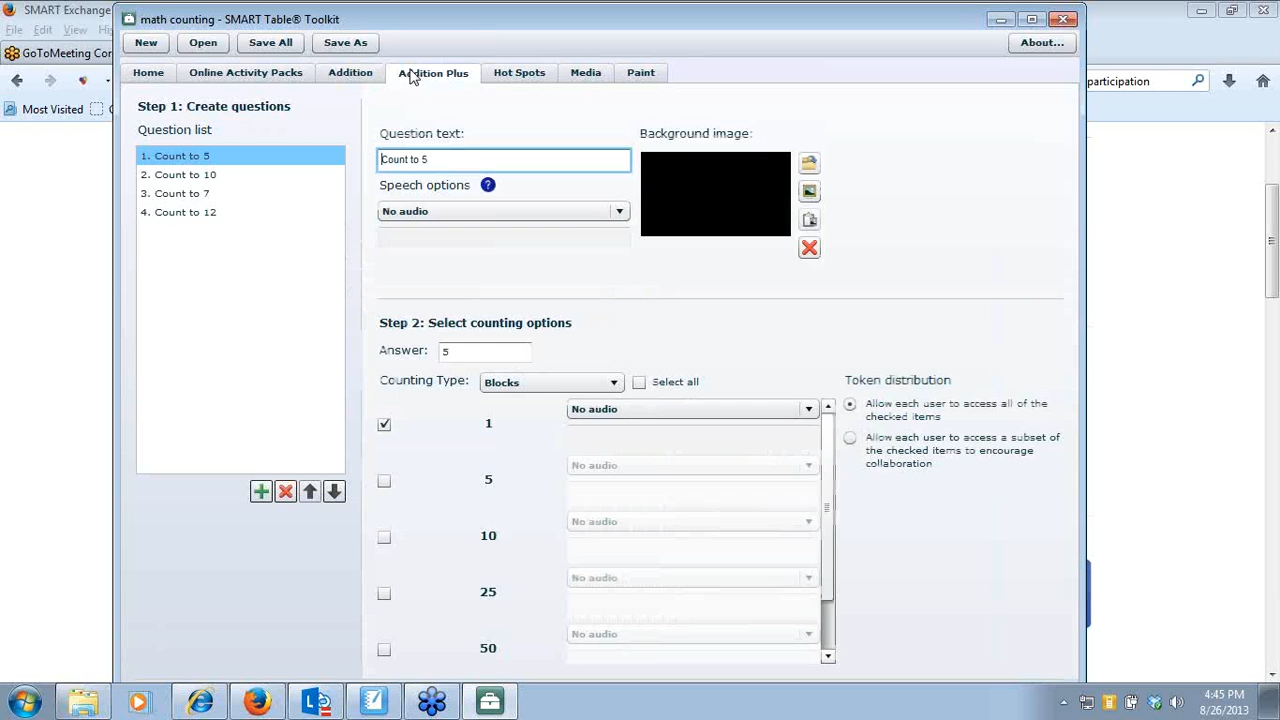 SMART Exchange
math counting - SMART Table® Toolkit
File Edit View
New Open Save All Save As About...
GoToMeeting Cor
Home Online Activity Packs Addition Addition Plus Hot Spots Media Paint
participation
Most Visited
Step 1: Create questions
Question list
1. Count to 5
2. Count to 10
3. Count to 7
4. Count to 12
Question text:
Count to 5
Background image:
Speech options ?
No audio
Step 2: Select counting options
Answer: 5
Counting Type: Blocks Select all
Token distribution
Allow each user to access all of the
checked items
Allow each user to access a subset of
the checked items to encourage
collaboration
1 No audio
5 No audio
10 No audio
25 No audio
50 No audio
4:45 PM
8/26/2013